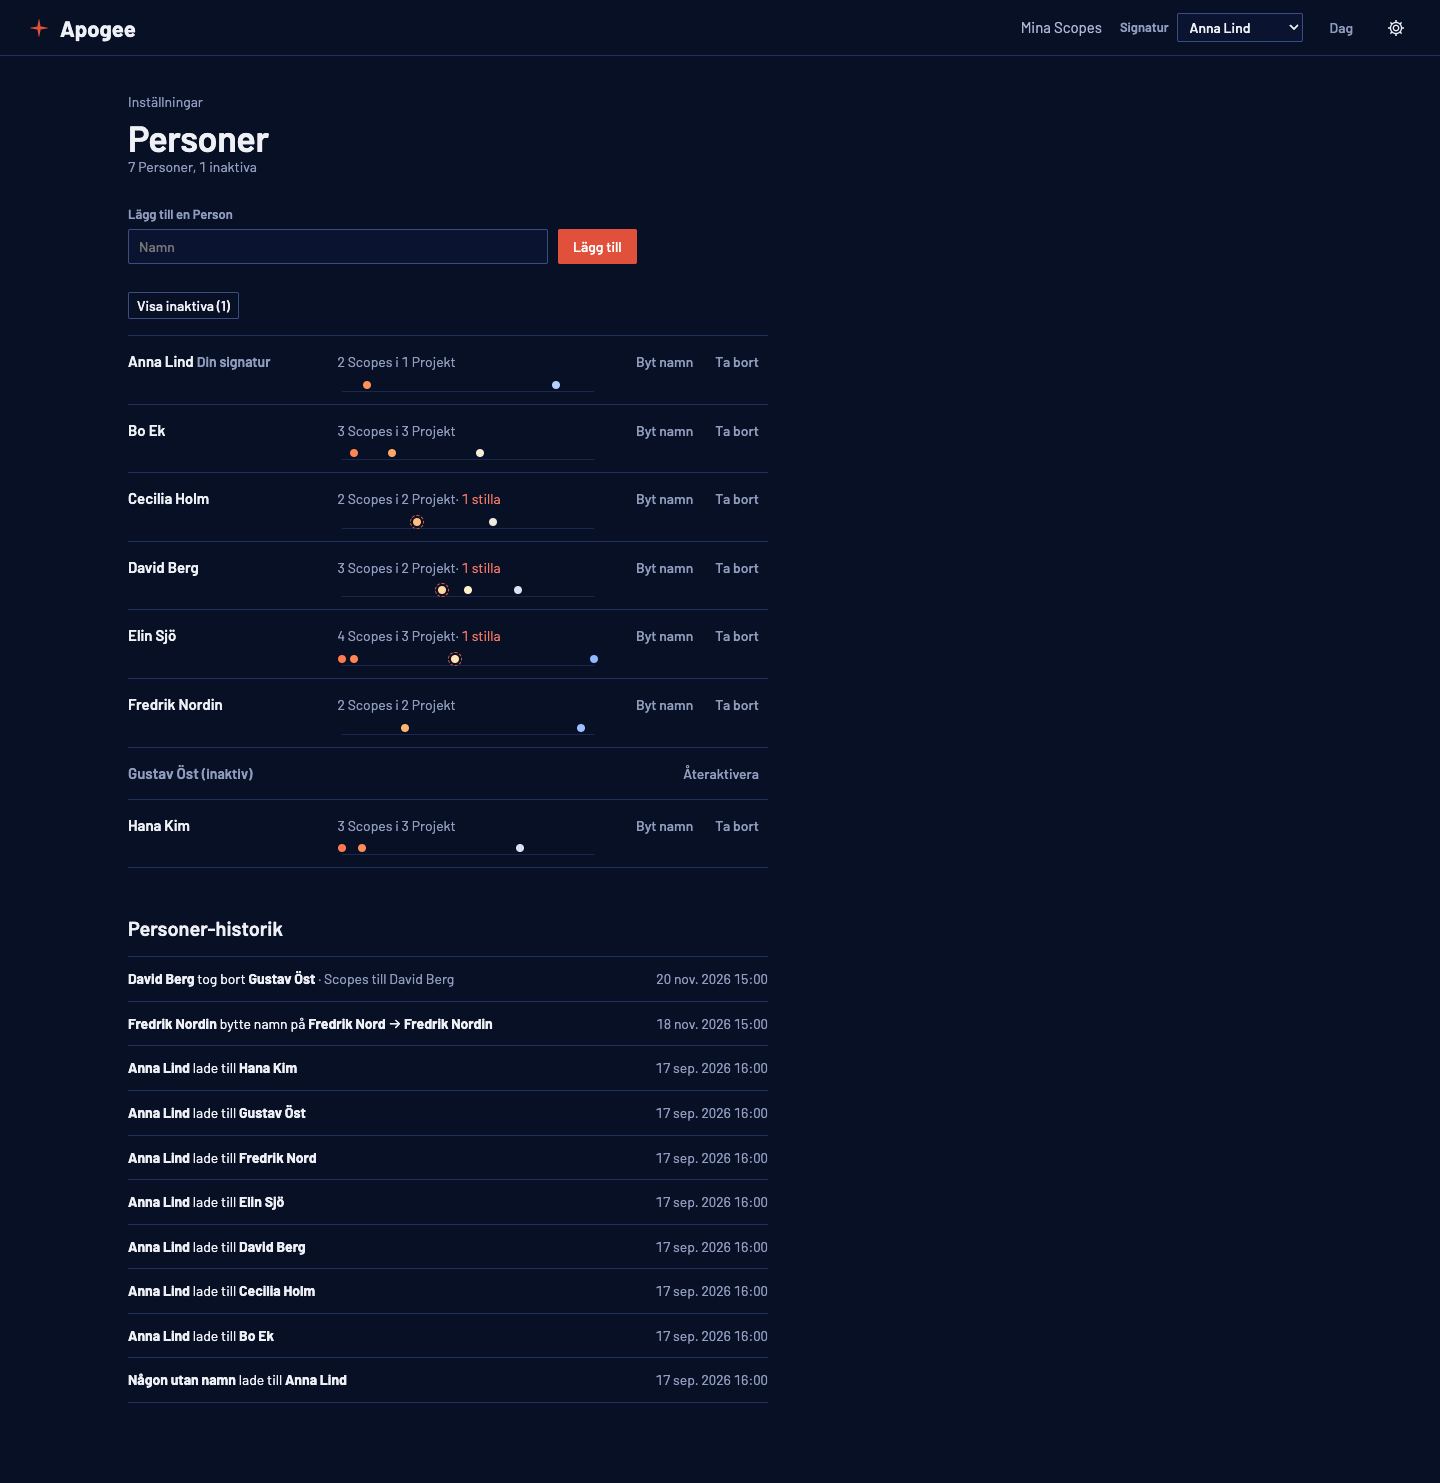 Apogee
Mina Scopes Signatur Anna Lind Dag
Inställningar
Personer
7 Personer, 1 inaktiva
Lägg till en Person
Namn Lägg till
Visa inaktiva (1)
Anna Lind Din signatur 2 Scopes i 1 Projekt Byt namn Ta bort
Bo Ek 3 Scopes i 3 Projekt Byt namn Ta bort
Cecilia Holm 2 Scopes i 2 Projekt· 1 stilla Byt namn Ta bort
David Berg 3 Scopes i 2 Projekt· 1 stilla Byt namn Ta bort
Elin Sjö 4 Scopes i 3 Projekt· 1 stilla Byt namn Ta bort
Fredrik Nordin 2 Scopes i 2 Projekt Byt namn Ta bort
Gustav Öst (inaktiv) Återaktivera
Hana Kim 3 Scopes i 3 Projekt Byt namn Ta bort
Personer-historik
David Berg tog bort Gustav Öst · Scopes till David Berg 20 nov. 2026 15:00
Fredrik Nordin bytte namn på Fredrik Nord → Fredrik Nordin 18 nov. 2026 15:00
Anna Lind lade till Hana Kim 17 sep. 2026 16:00
Anna Lind lade till Gustav Öst 17 sep. 2026 16:00
Anna Lind lade till Fredrik Nord 17 sep. 2026 16:00
Anna Lind lade till Elin Sjö 17 sep. 2026 16:00
Anna Lind lade till David Berg 17 sep. 2026 16:00
Anna Lind lade till Cecilia Holm 17 sep. 2026 16:00
Anna Lind lade till Bo Ek 17 sep. 2026 16:00
Någon utan namn lade till Anna Lind 17 sep. 2026 16:00